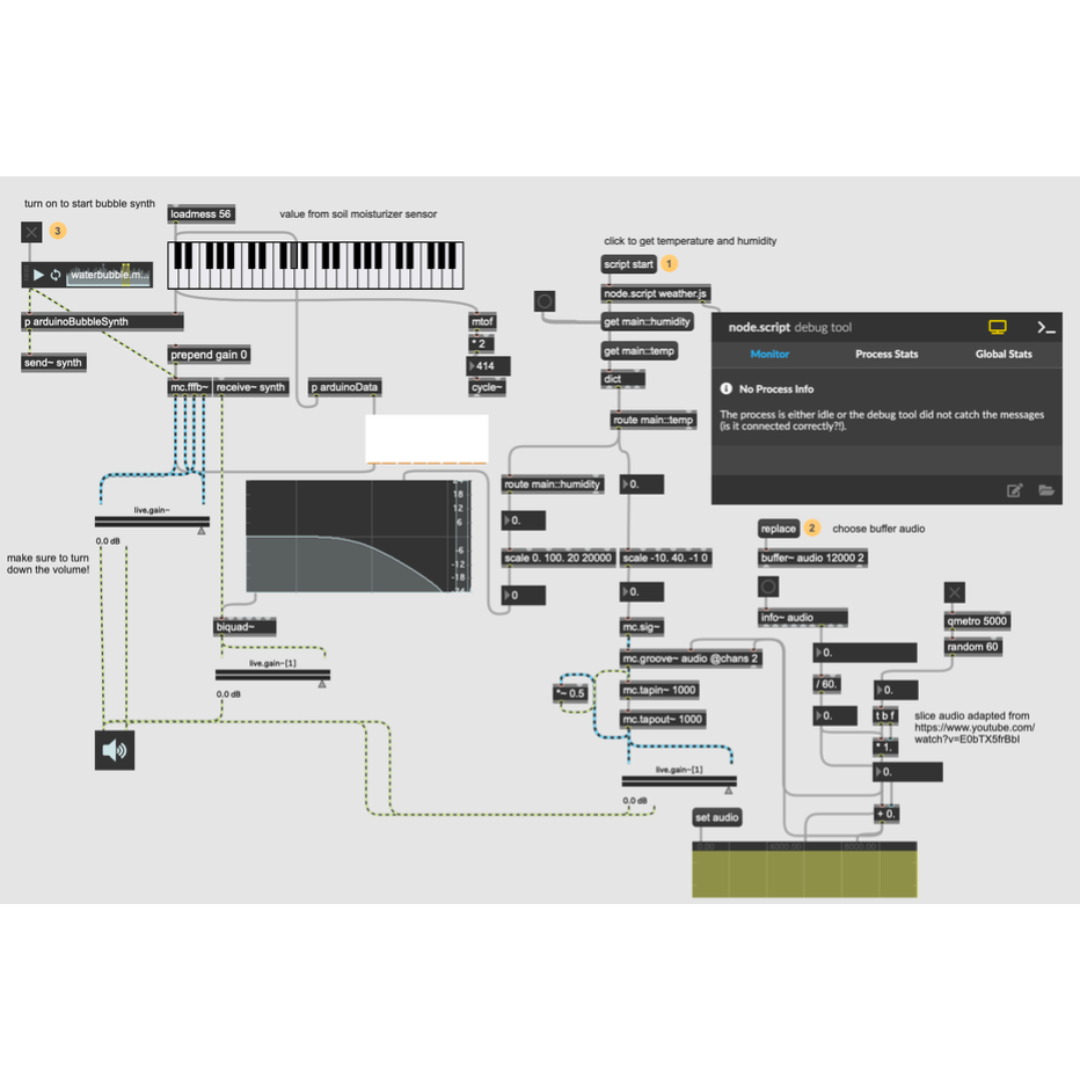 turn on to start bubble synth
3
waterbubble.m...
p arduinoBubbleSynth
send~ synth
loadmess 56
value from soil moisturizer sensor
prepend gain 0
mc.fffb~
receive~ synth
p arduinoData
mtof
* 2
414
cycle~
live.gain~
0.0 dB
make sure to turn
down the volume!
18
12
6
-6
-12
-18
biquad~
live.gain~[1]
0.0 dB
click to get temperature and humidity
script start
1
node.script weather.js
get main::humidity
get main::temp
dict
route main::temp
route main::humidity
0.
0.
scale 0. 100. 20 20000
scale -10. 40. -1 0
0
0.
mc.sig~
mc.groove~ audio @chans 2
*~ 0.5
mc.tapin~ 1000
mc.tapout~ 1000
live.gain~[1]
0.0 dB
node.script debug tool
Monitor
Process Stats
Global Stats
No Process Info
The process is either idle or the debug tool did not catch the messages
(is it connected correctly?!).
replace
2
choose buffer audio
buffer~ audio 12000 2
info~ audio
0.
/ 60.
0.
qmetro 5000
random 60
0.
t b f
* 1.
0.
+ 0.
slice audio adapted from
https://www.youtube.com/
watch?v=E0bTX5frBbI
set audio
0.00
4000.00
8000.00